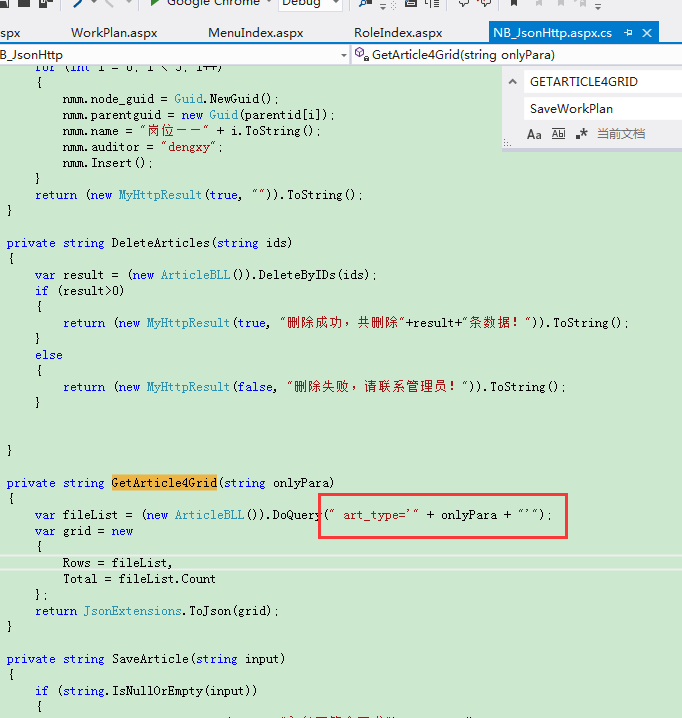 Google Chrome Debug
spx WorkPlan.aspx MenuIndex.aspx RoleIndex.aspx NB_JsonHttp.aspx.cs
B_JsonHttp GetArticle4Grid(string onlyPara)
GETARTICLE4GRID
SaveWorkPlan
Aa Ab .* 当前文档
for (int i = 0; i < 5; i++)
{
nmm.node_guid = Guid.NewGuid();
nmm.parentguid = new Guid(parentid[i]);
nmm.name = "岗位——" + i.ToString();
nmm.auditor = "dengxy";
nmm.Insert();
}
return (new MyHttpResult(true, "")).ToString();
}
private string DeleteArticles(string ids)
{
var result = (new ArticleBLL()).DeleteByIDs(ids);
if (result>0)
{
return (new MyHttpResult(true, "删除成功，共删除"+result+"条数据！")).ToString();
}
else
{
return (new MyHttpResult(false, "删除失败，请联系管理员！")).ToString();
}
}
private string GetArticle4Grid(string onlyPara)
{
var fileList = (new ArticleBLL()).DoQuery(" art_type='" + onlyPara + "'");
var grid = new
{
Rows = fileList,
Total = fileList.Count
};
return JsonExtensions.ToJson(grid);
}
private string SaveArticle(string input)
{
if (string.IsNullOrEmpty(input))
{